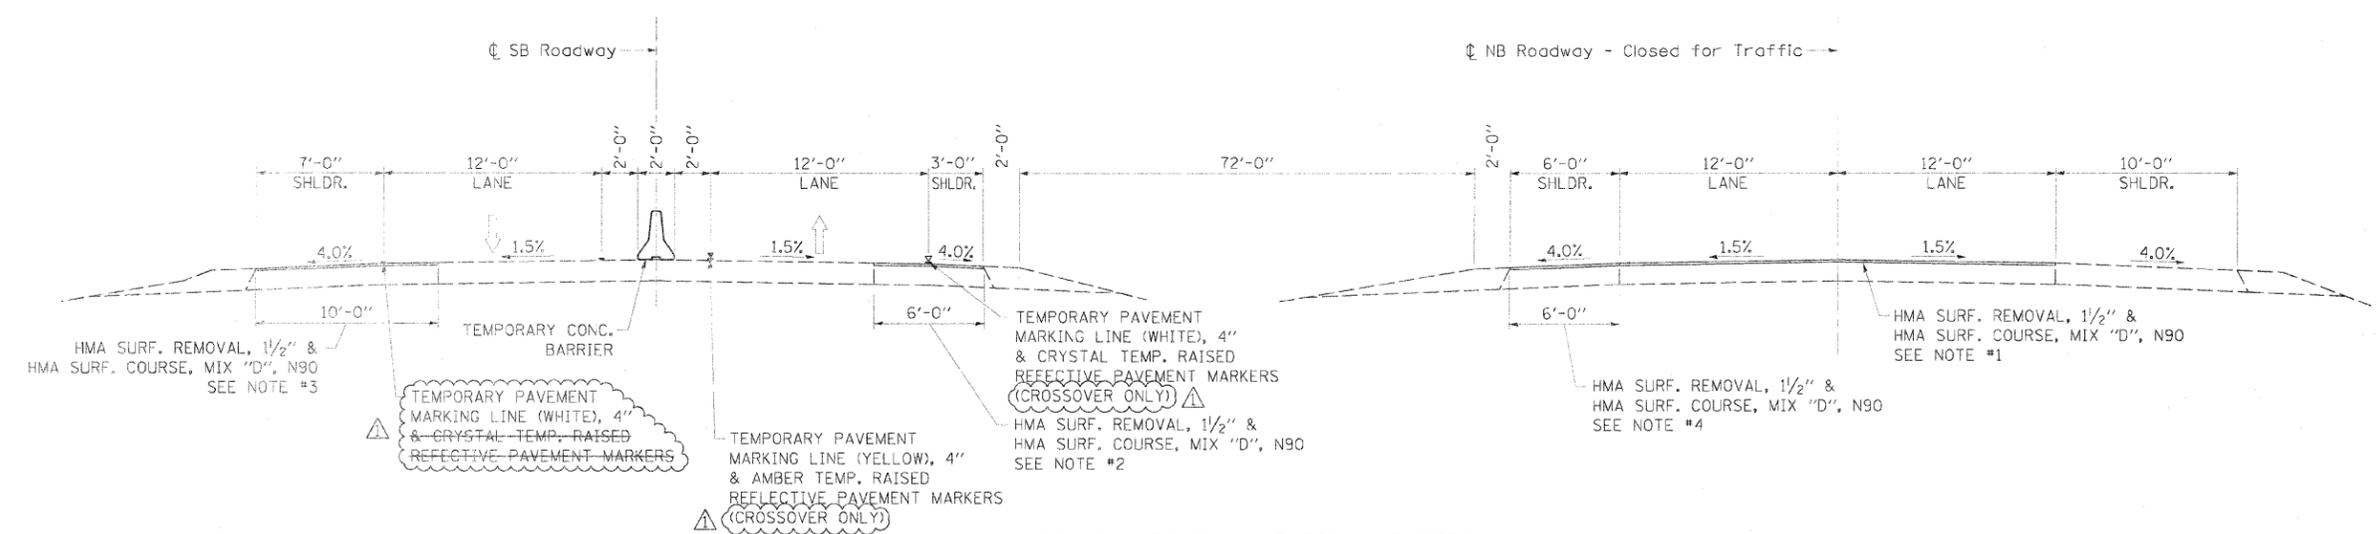 ℄ SB Roadway
℄ NB Roadway - Closed for Traffic
7'-0"
12'-0"
2'-0"
2'-0"
2'-0"
12'-0"
3'-0"
2'-0"
72'-0"
2'-0"
6'-0"
12'-0"
12'-0"
10'-0"
SHLDR.
LANE
LANE
SHLDR.
SHLDR.
LANE
LANE
SHLDR.
4.0%
1.5%
1.5%
4.0%
4.0%
1.5%
1.5%
4.0%
10'-0"
6'-0"
6'-0"
HMA SURF. REMOVAL, 1½" &
HMA SURF. COURSE, MIX "D", N90
SEE NOTE #3
TEMPORARY CONC.
BARRIER
1
TEMPORARY PAVEMENT
MARKING LINE (WHITE), 4"
& CRYSTAL TEMP. RAISED
REFECTIVE PAVEMENT MARKERS
TEMPORARY PAVEMENT
MARKING LINE (YELLOW), 4"
& AMBER TEMP. RAISED
REFLECTIVE PAVEMENT MARKERS
1 (CROSSOVER ONLY)
TEMPORARY PAVEMENT
MARKING LINE (WHITE), 4"
& CRYSTAL TEMP. RAISED
REFECTIVE PAVEMENT MARKERS
(CROSSOVER ONLY) 1
HMA SURF. REMOVAL, 1½" &
HMA SURF. COURSE, MIX "D", N90
SEE NOTE #2
HMA SURF. REMOVAL, 1½" &
HMA SURF. COURSE, MIX "D", N90
SEE NOTE #4
HMA SURF. REMOVAL, 1½" &
HMA SURF. COURSE, MIX "D", N90
SEE NOTE #1